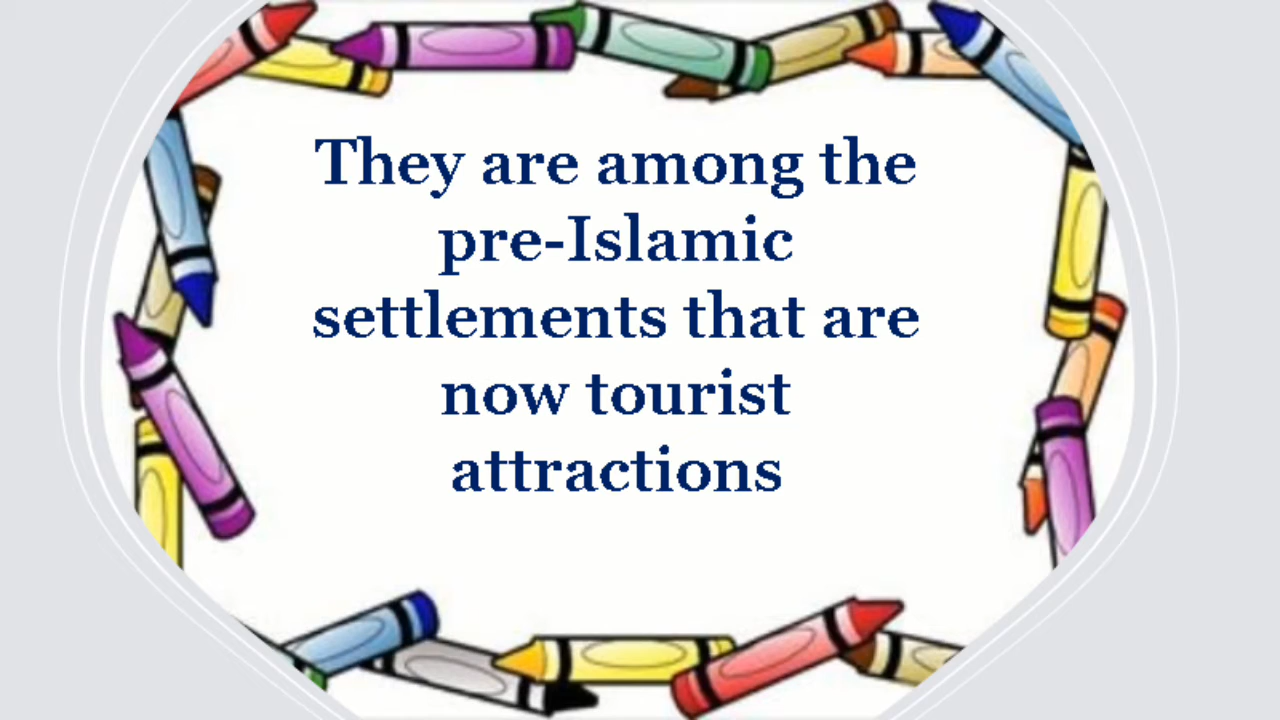 They are among the
pre-Islamic
settlements that are
now tourist
attractions